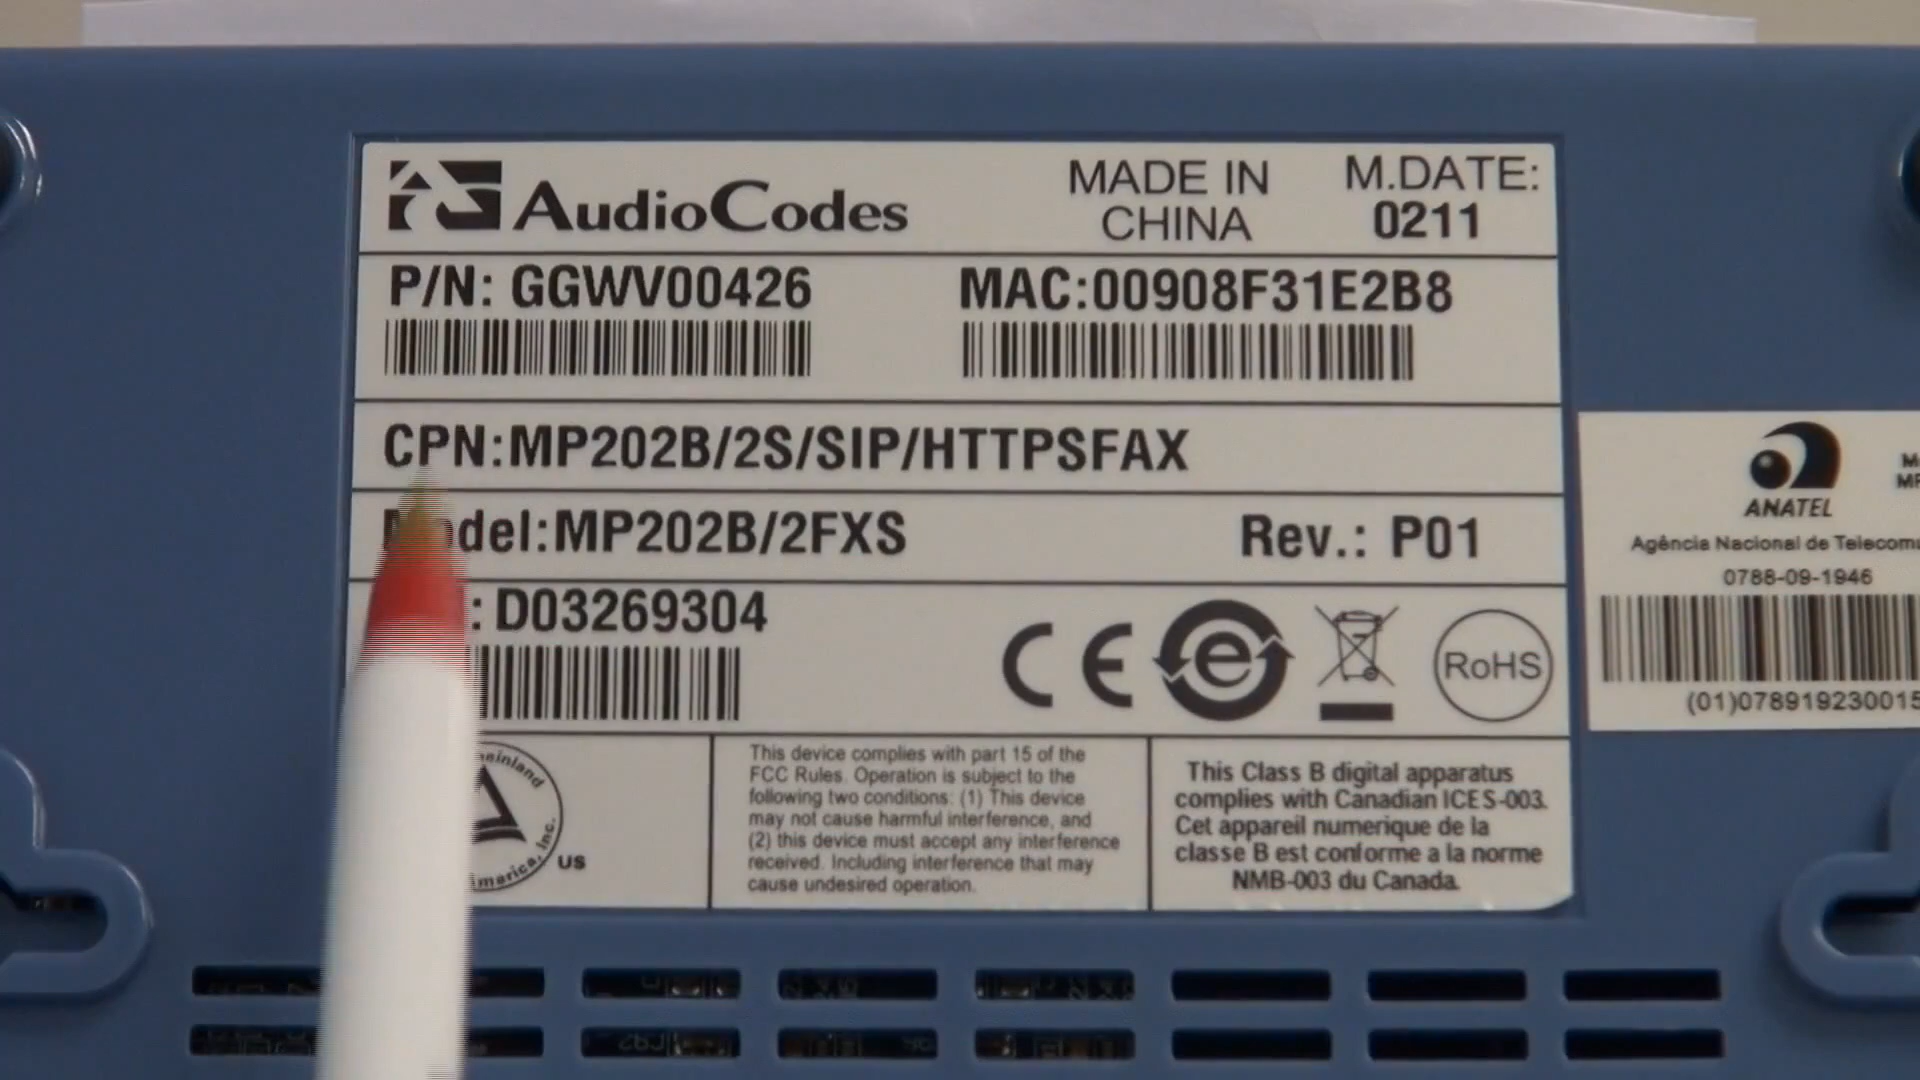 AudioCodes
MADE IN
CHINA
M.DATE:
0211
P/N: GGWV00426
MAC:00908F31E2B8
CPN:MP202B/2S/SIP/HTTPSFAX
Model:MP202B/2FXS
Rev.: P01
: D03269304
CE
e
RoHS
US
This device complies with part 15 of the
FCC Rules. Operation is subject to the
following two conditions: (1) This device
may not cause harmful interference, and
(2) this device must accept any interference
received. Including interference that may
cause undesired operation.
This Class B digital apparatus
complies with Canadian ICES-003.
Cet appareil numerique de la
classe B est conforme a la norme
NMB-003 du Canada.
ANATEL
Agência Nacional de
0788-09-1946
(01)078919230015